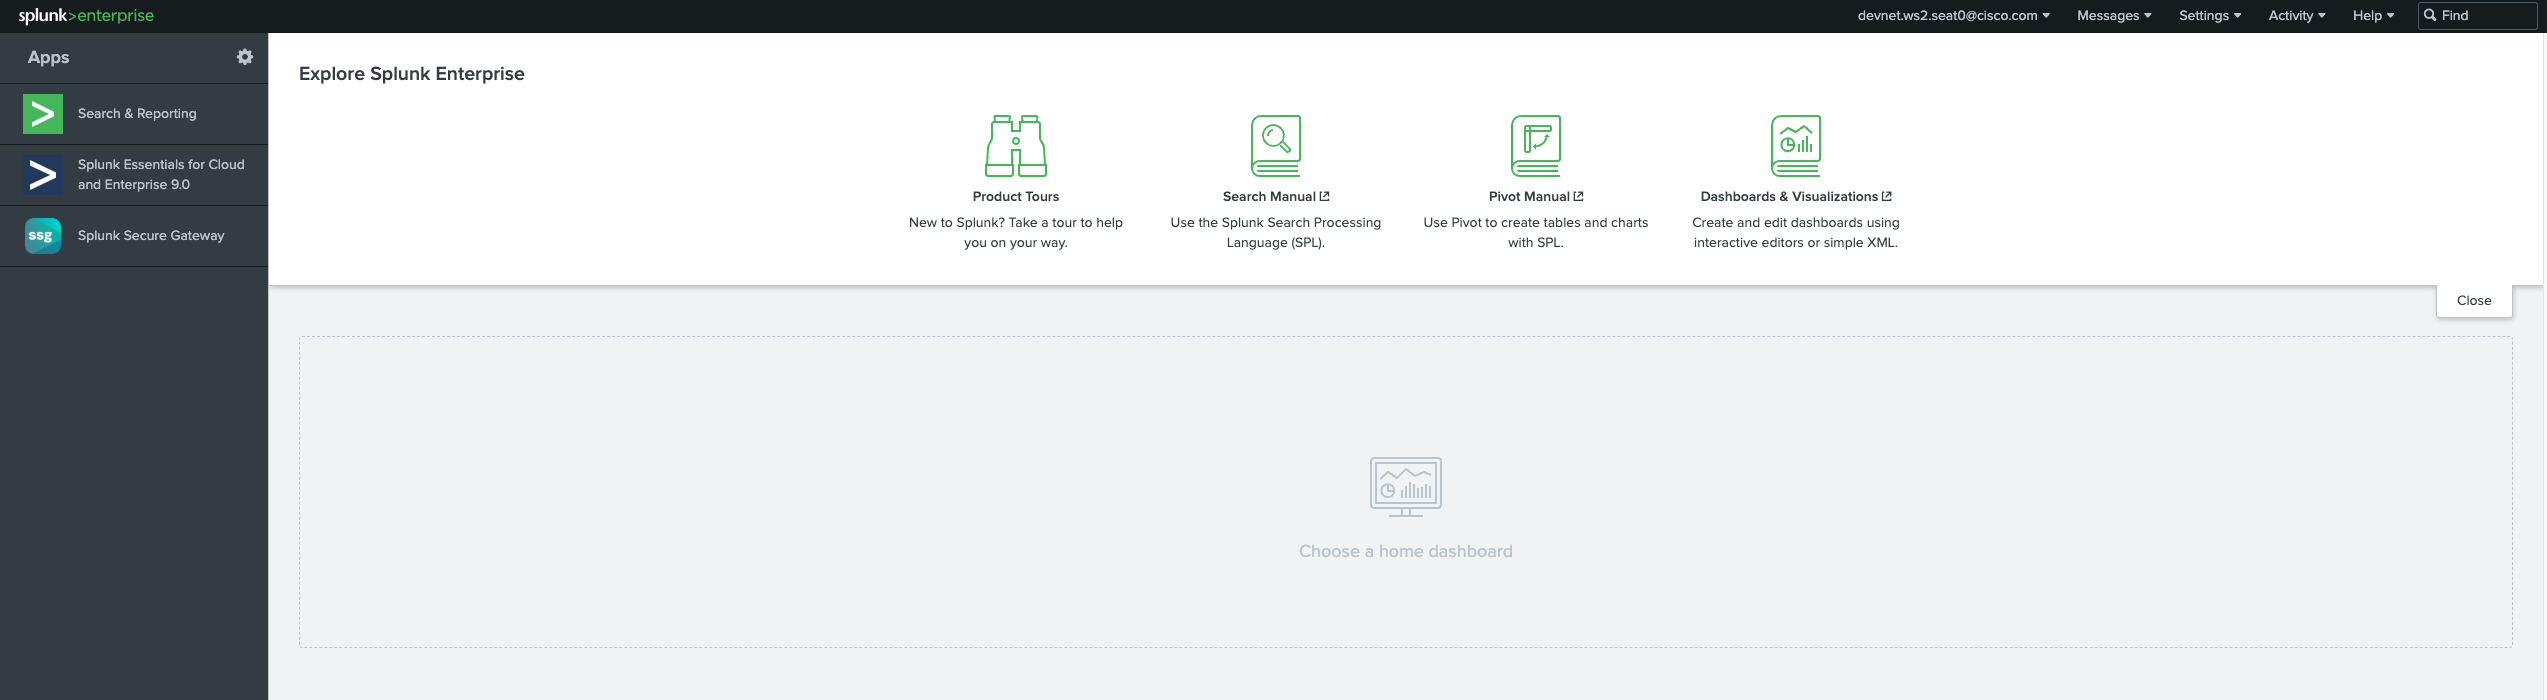 splunk>enterprise
devnet.ws2.seat0@cisco.com Messages Settings Activity Help Find
Apps
Search & Reporting
Splunk Essentials for Cloud
and Enterprise 9.0
ssg
Splunk Secure Gateway
Explore Splunk Enterprise
Product Tours
New to Splunk? Take a tour to help
you on your way.
Search Manual
Use the Splunk Search Processing
Language (SPL).
Pivot Manual
Use Pivot to create tables and charts
with SPL.
Dashboards & Visualizations
Create and edit dashboards using
interactive editors or simple XML.
Close
Choose a home dashboard